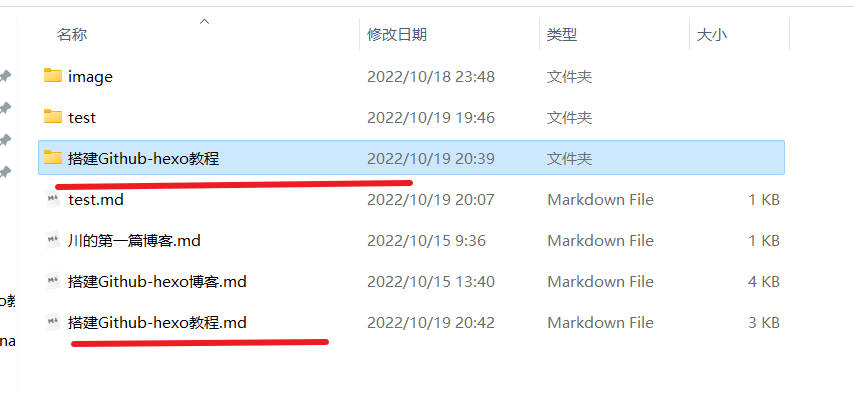 名称 修改日期 类型 大小
image 2022/10/18 23:48 文件夹
test 2022/10/19 19:46 文件夹
搭建Github-hexo教程 2022/10/19 20:39 文件夹
test.md 2022/10/19 20:07 Markdown File 1 KB
川的第一篇博客.md 2022/10/15 9:36 Markdown File 1 KB
搭建Github-hexo博客.md 2022/10/15 13:40 Markdown File 4 KB
o教 搭建Github-hexo教程.md 2022/10/19 20:42 Markdown File 3 KB
na